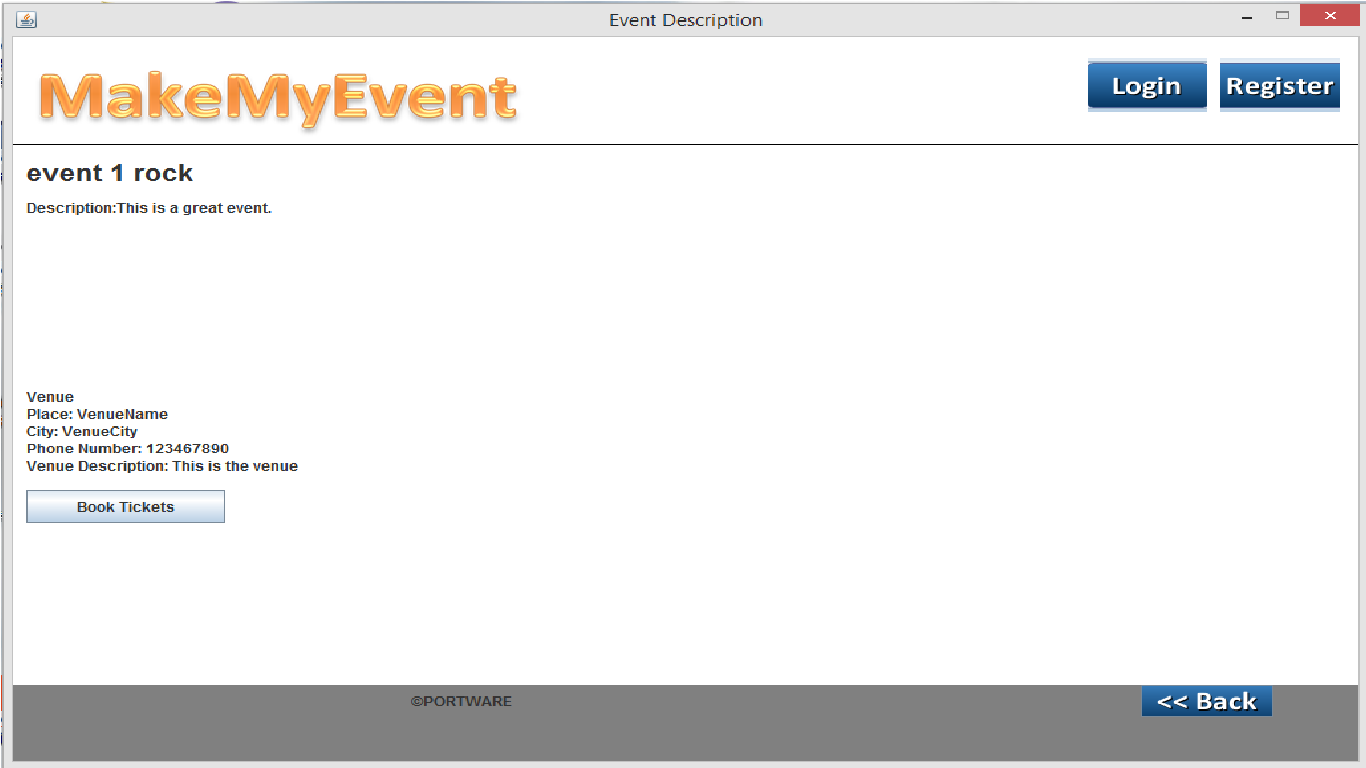 Event Description
MakeMyEvent
Login
Register
event 1 rock
Description:This is a great event.
Venue
Place: VenueName
City: VenueCity
Phone Number: 123467890
Venue Description: This is the venue
Book Tickets
©PORTWARE
<< Back